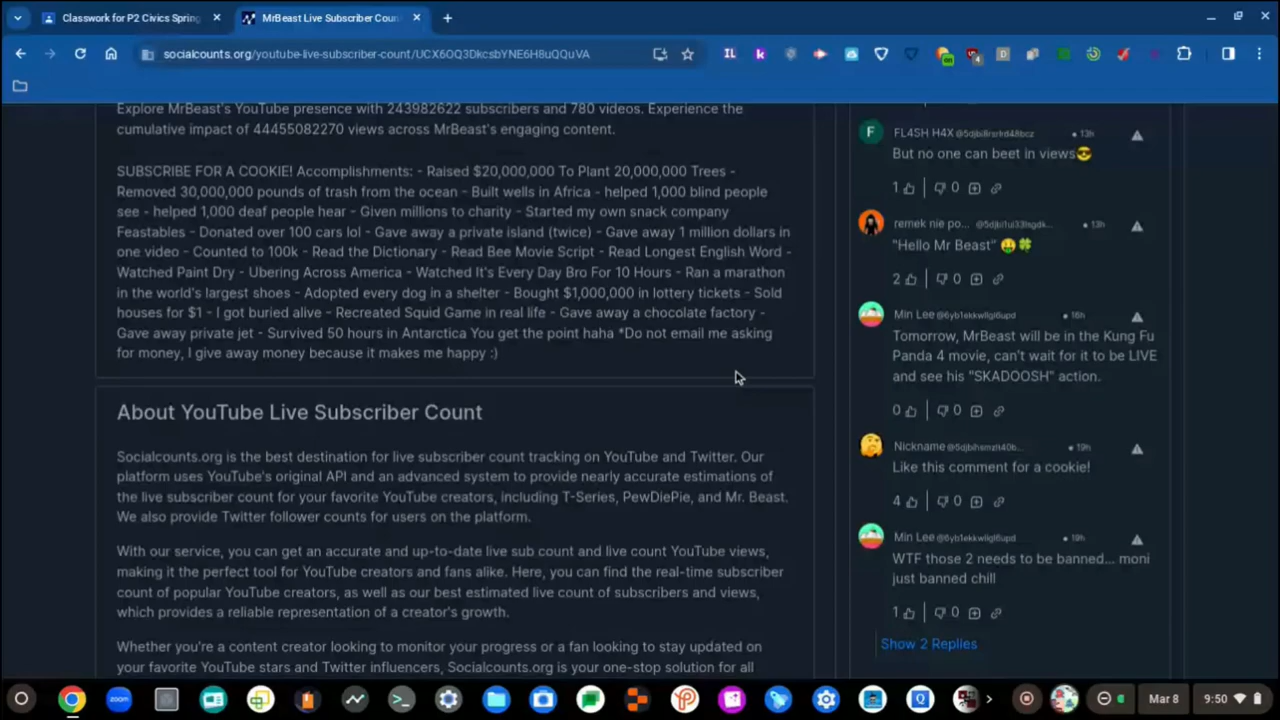 Classwork for P2 Civics Spring
MrBeast Live Subscriber Coun
socialcounts.org/youtube-live-subscriber-count/UCX6OQ3DkcsbYNE6H8uQQuVA
Explore MrBeast's YouTube presence with 243982622 subscribers and 780 videos. Experience the
cumulative impact of 44455082270 views across MrBeast's engaging content.
SUBSCRIBE FOR A COOKIE! Accomplishments: - Raised $20,000,000 To Plant 20,000,000 Trees -
Removed 30,000,000 pounds of trash from the ocean - Built wells in Africa - helped 1,000 blind people
see - helped 1,000 deaf people hear - Given millions to charity - Started my own snack company
Feastables - Donated over 100 cars lol - Gave away a private island (twice) - Gave away 1 million dollars in
one video - Counted to 100k - Read the Dictionary - Read Bee Movie Script - Read Longest English Word -
Watched Paint Dry - Ubering Across America - Watched It's Every Day Bro For 10 Hours - Ran a marathon
in the world's largest shoes - Adopted every dog in a shelter - Bought $1,000,000 in lottery tickets - Sold
houses for $1 - I got buried alive - Recreated Squid Game in real life - Gave away a chocolate factory -
Gave away private jet - Survived 50 hours in Antarctica You get the point haha *Do not email me asking
for money, I give away money because it makes me happy :)
About YouTube Live Subscriber Count
Socialcounts.org is the best destination for live subscriber count tracking on YouTube and Twitter. Our
platform uses YouTube's original API and an advanced system to provide nearly accurate estimations of
the live subscriber count for your favorite YouTube creators, including T-Series, PewDiePie, and Mr. Beast.
We also provide Twitter follower counts for users on the platform.
With our service, you can get an accurate and up-to-date live sub count and live count YouTube views,
making it the perfect tool for YouTube creators and fans alike. Here, you can find the real-time subscriber
count of popular YouTube creators, as well as our best estimated live count of subscribers and views,
which provides a reliable representation of a creator's growth.
Whether you're a content creator looking to monitor your progress or a fan looking to stay updated on
your favorite YouTube stars and Twitter influencers, Socialcounts.org is your one-stop solution for all
F
FL4SH H4X • 13h
But no one can beet in views😎
1 0
remek nie po... • 13h
"Hello Mr Beast" 🤑🍀
2 0
Min Lee • 16h
Tomorrow, MrBeast will be in the Kung Fu
Panda 4 movie, can't wait for it to be LIVE
and see his "SKADOOSH" action.
0 0
Nickname • 19h
Like this comment for a cookie!
4 0
Min Lee • 19h
WTF those 2 needs to be banned... moni
just banned chill
1 0
Show 2 Replies
zoom
Mar 8
9:50